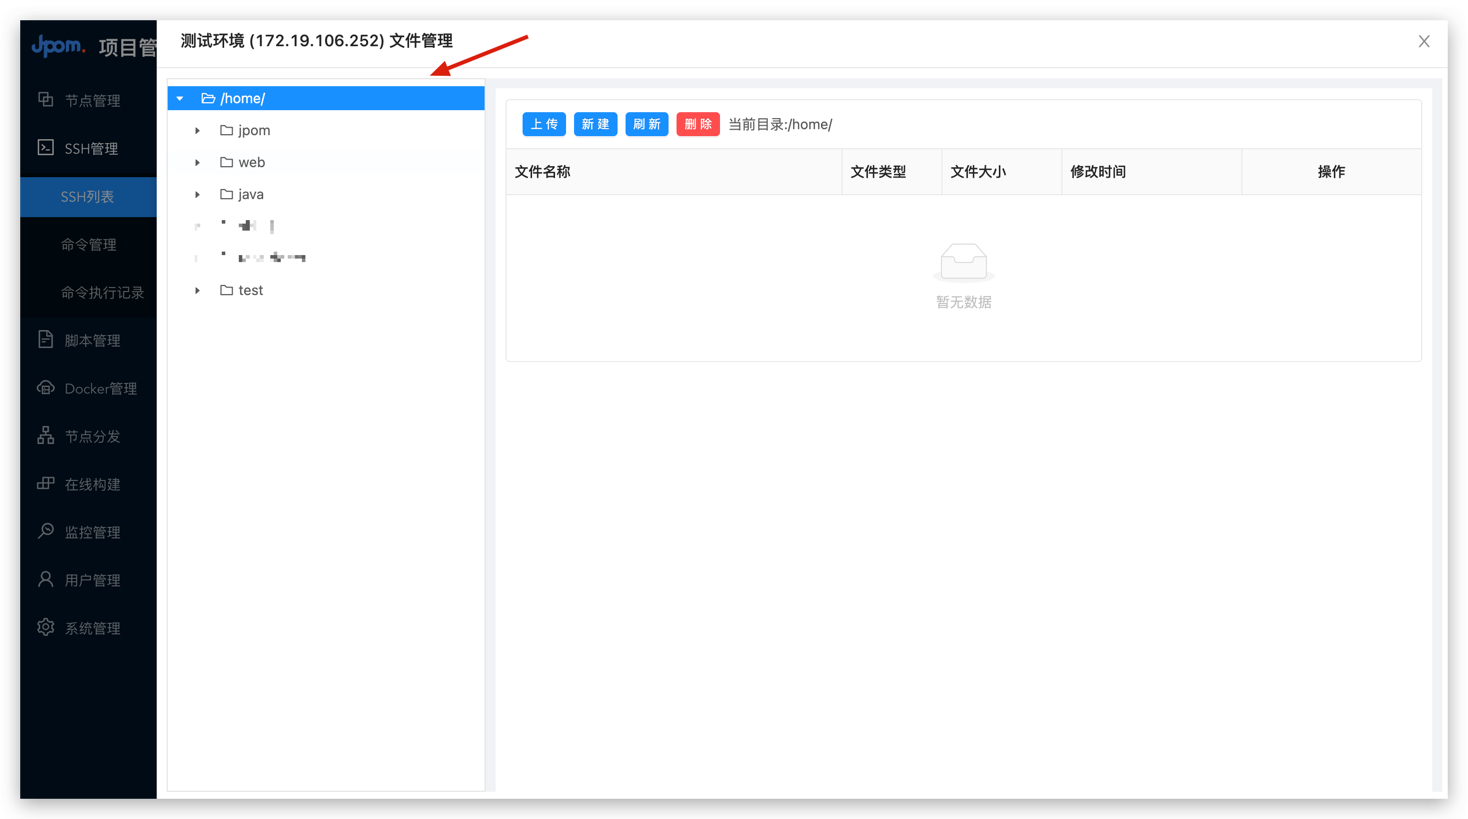 Jpom. 项目管
测试环境 (172.19.106.252) 文件管理
节点管理
SSH管理
SSH列表
命令管理
命令执行记录
脚本管理
Docker管理
节点分发
在线构建
监控管理
用户管理
系统管理
/home/
jpom
web
java
test
上 传 新 建 刷 新 删 除 当前目录:/home/
文件名称 文件类型 文件大小 修改时间 操作
暂无数据